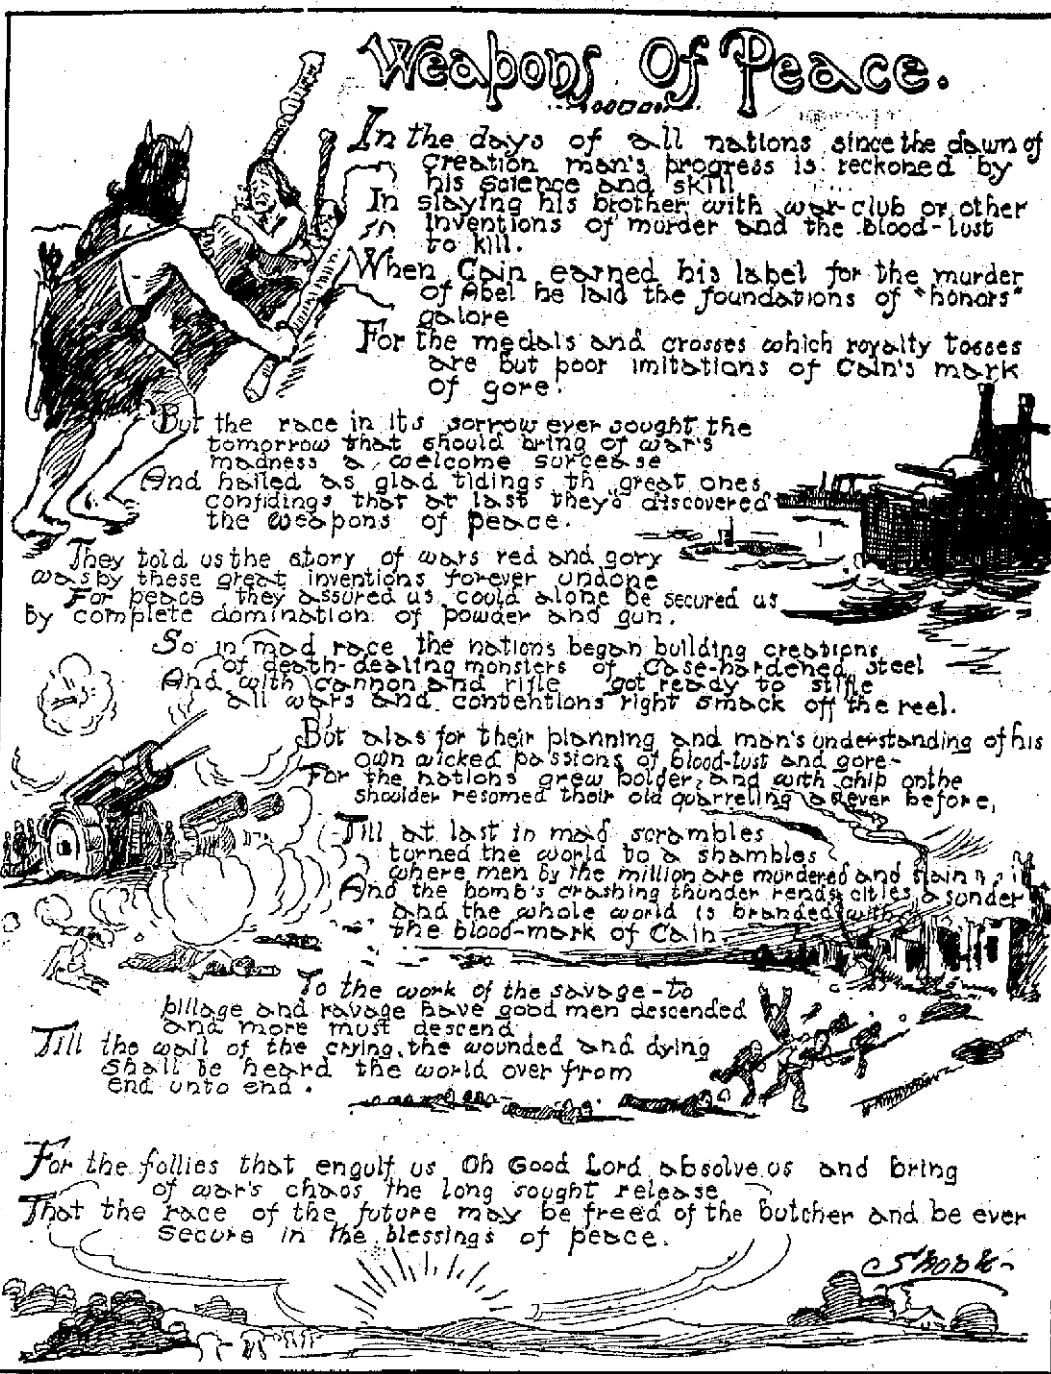 Weapons Of Peace.
In the days of all nations since the dawn of
creation man's progress is reckoned by
his science and skill
In slaying his brother with war-club or other
inventions of murder and the blood-lust
to kill.
When Cain earned his label for the murder
of Abel he laid the foundations of "honors"
galore
For the medals and crosses which royalty tosses
are but poor imitations of Cain's mark
of gore.
But the race in its sorrow ever sought the
tomorrow that should bring of war's
madness a welcome surcease
And hailed as glad tidings th great ones
confidings that at last they'd discovered
the weapons of peace.
They told us the story of wars red and gory
was by these great inventions forever undone
For peace they assured us could alone be secured us
by complete domination of powder and gun.
So in mad race the nations began building creations
of death-dealing monsters of case-hardened steel
And with cannon and rifle got ready to stifle
all wars and contentions right smack off the reel.
But alas for their planning and man's understanding of his
own wicked passions of blood-lust and gore-
For the nations grew bolder, and with chip on the
shoulder resumed their old quarreling as ever before,
Till at last in mad scrambles
turned the world to a shambles
where men by the million are murdered and slain
And the bomb's crashing thunder rends cities asunder
and the whole world is branded with
the blood-mark of Cain
To the work of the savage-to
pillage and ravage have good men descended
and more must descend
Till the wail of the crying, the wounded and dying
shall be heard the world over from
end unto end.
For the follies that engulf us Oh Good Lord absolve us and bring
of war's chaos the long sought release
That the race of the future may be freed of the butcher and be ever
secure in the blessings of peace.